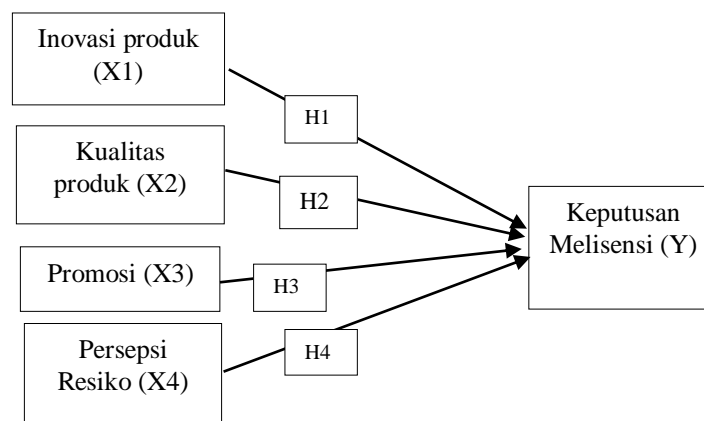 Inovasi produk
(X1)
H1
Kualitas
produk (X2)
H2
Keputusan
Melisensi (Y)
Promosi (X3)
H3
Persepsi
Resiko (X4)
H4